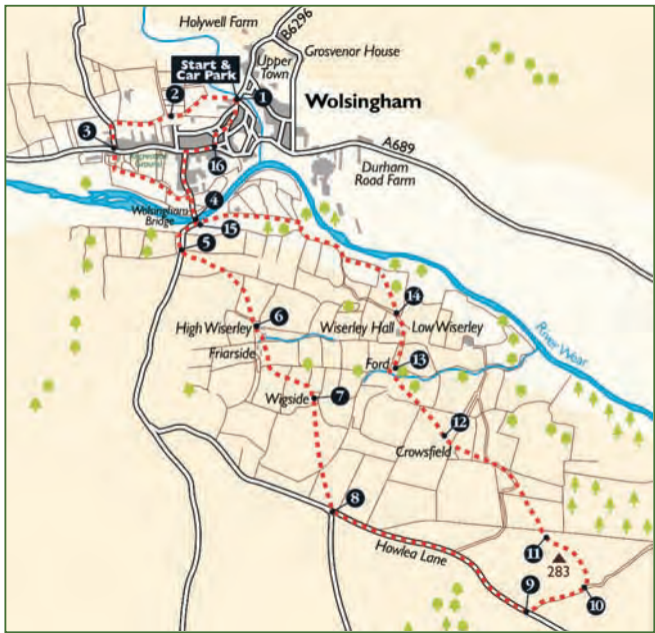 Holywell Farm
B6296
Grosvenor House
Upper
Town
Start &
Car Park
1
2
Wolsingham
3
16
A689
Durham
Road Farm
4
Wolsingham
Bridge
15
5
14
6
High Wiserley
Wiserley Hall
Low Wiserley
River Wear
Friarside
Ford
13
7
Wigside
12
Crowsfield
8
Howlea Lane
11
283
9
10